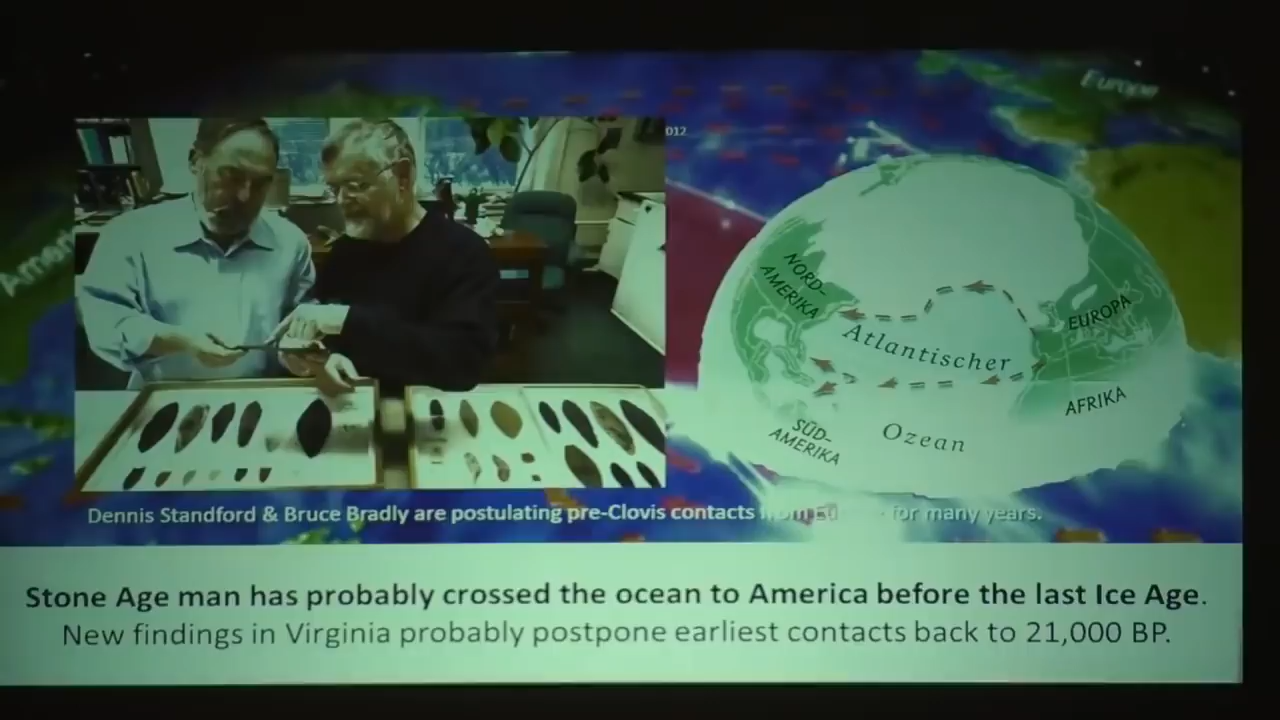 Europe
012
NORD-
AMERIKA
EUROPA
Atlantischer
AFRIKA
SÜD-
AMERIKA
Ozean
Dennis Standford & Bruce Bradly are postulating pre-Clovis contacts from for many years.
Stone Age man has probably crossed the ocean to America before the last Ice Age.
New findings in Virginia probably postpone earliest contacts back to 21,000 BP.